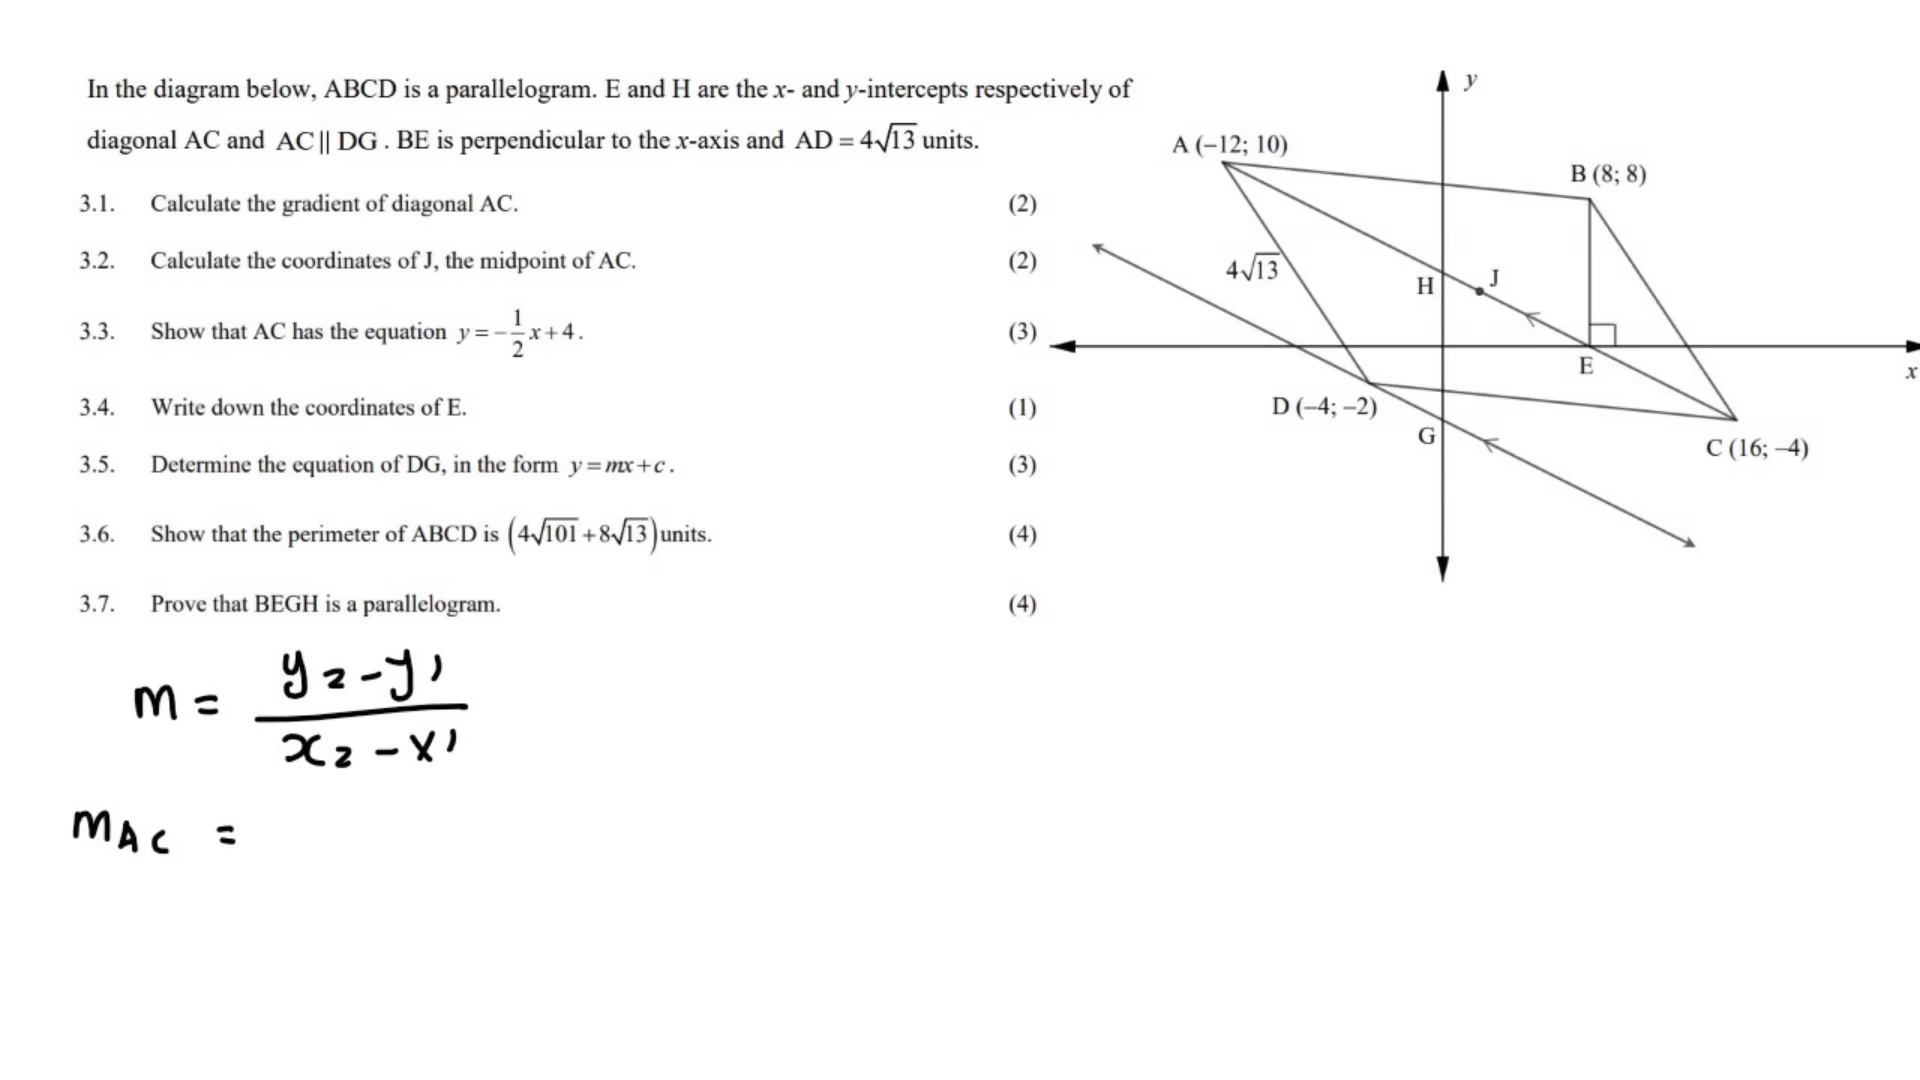 In the diagram below, ABCD is a parallelogram. E and H are the x- and y-intercepts respectively of
diagonal AC and AC || DG . BE is perpendicular to the x-axis and AD = 4√13 units.
3.1. Calculate the gradient of diagonal AC. (2)
3.2. Calculate the coordinates of J, the midpoint of AC. (2)
3.3. Show that AC has the equation y = -1/2 x + 4 . (3)
3.4. Write down the coordinates of E. (1)
3.5. Determine the equation of DG, in the form y = mx + c . (3)
3.6. Show that the perimeter of ABCD is (4√101 + 8√13) units. (4)
3.7. Prove that BEGH is a parallelogram. (4)
y
A (–12; 10)
B (8; 8)
4√13
H
J
E
x
D (–4; –2)
G
C (16; –4)
m = y2 - y1
x2 - x1
mAC =